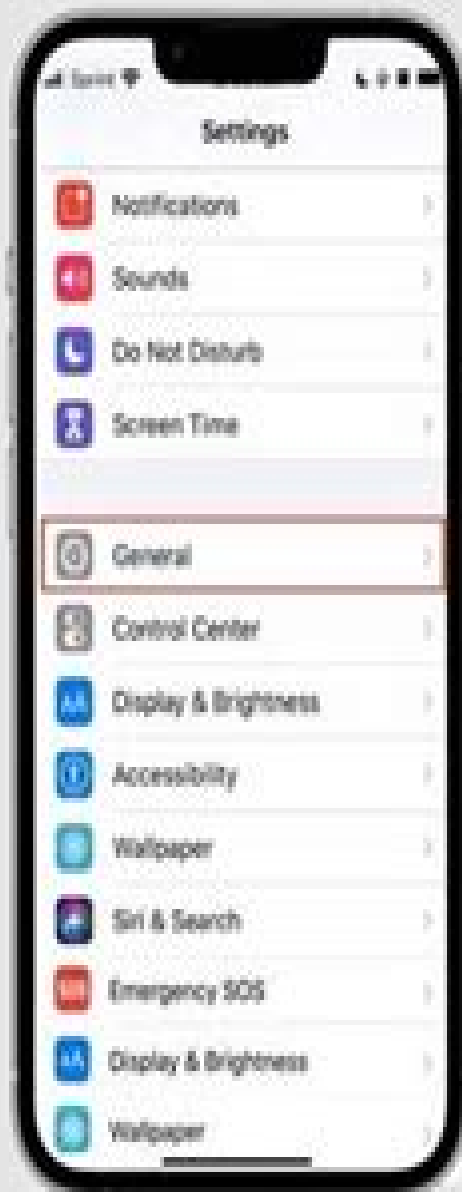 Sprint
Settings
Notifications
Sounds
Do Not Disturb
Screen Time
General
Control Center
Display & Brightness
Accessibility
Wallpaper
Siri & Search
Emergency SOS
Display & Brightness
Wallpaper